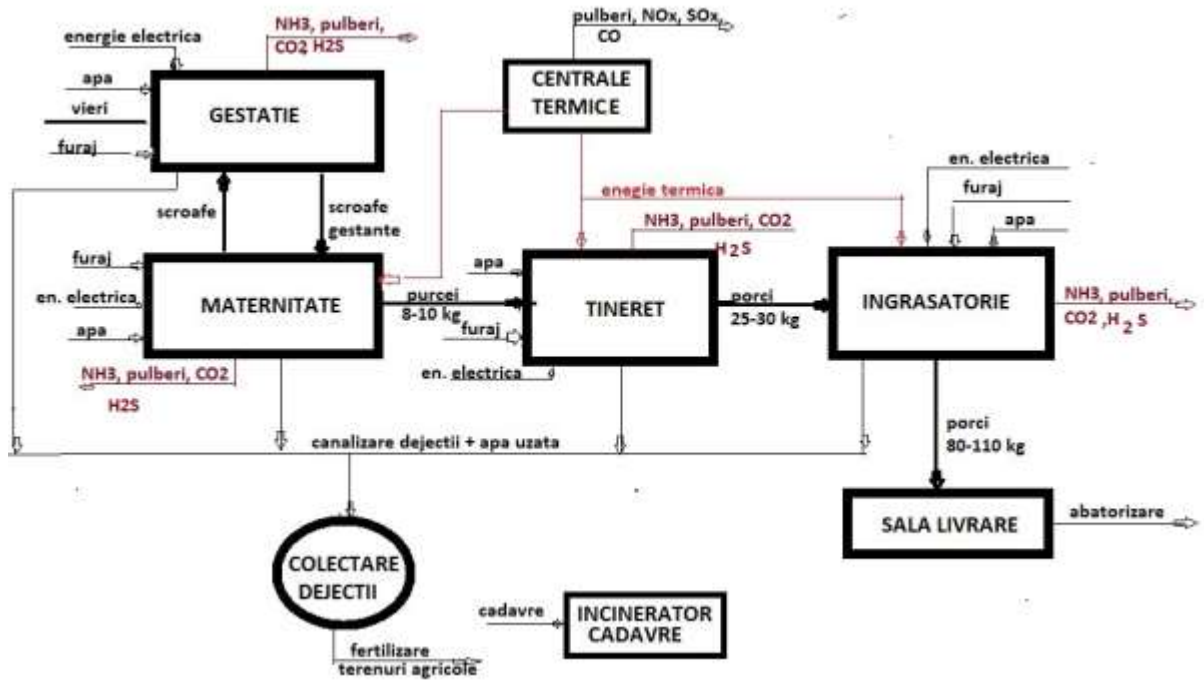 pulberi, NOx, SOx,
CO
NH3, pulberi,
CO2, H2S
energie electrica
apa
vieri
furaj
GESTATIE
CENTRALE
TERMICE
en. electrica
furaj
apa
enegie termica
scroafe
scroafe
gestante
NH3, pulberi, CO2
H2S
furaj
en. electrica
apa
MATERNITATE
purcei
8-10 kg
apa
furaj
en. electrica
TINERET
porci
25-30 kg
INGRASATORIE
NH3, pulberi,
CO2 ,H2 S
NH3, pulberi, CO2
H2S
canalizare dejectii + apa uzata
porci
80-110 kg
SALA LIVRARE
abatorizare
COLECTARE
DEJECTII
cadavre
INCINERATOR
CADAVRE
fertilizare
terenuri agricole